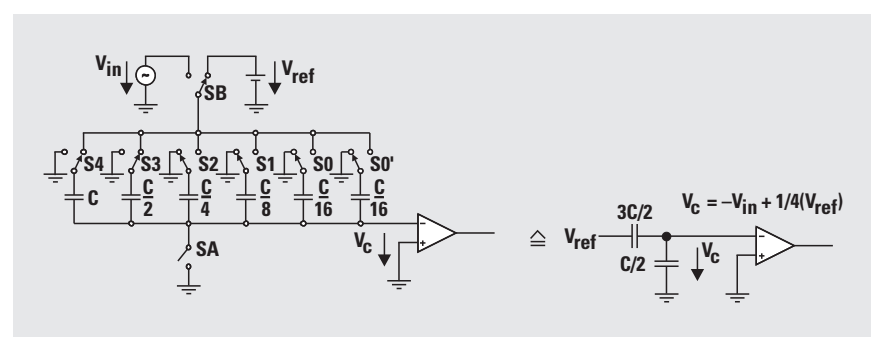 Vin
Vref
SB
S4 S3 S2 S1 S0 S0'
C C/2 C/4 C/8 C/16 C/16
Vc
−
+
SA
≙
Vref
3C/2
C/2
Vc = −Vin + 1/4(Vref)
Vc
−
+